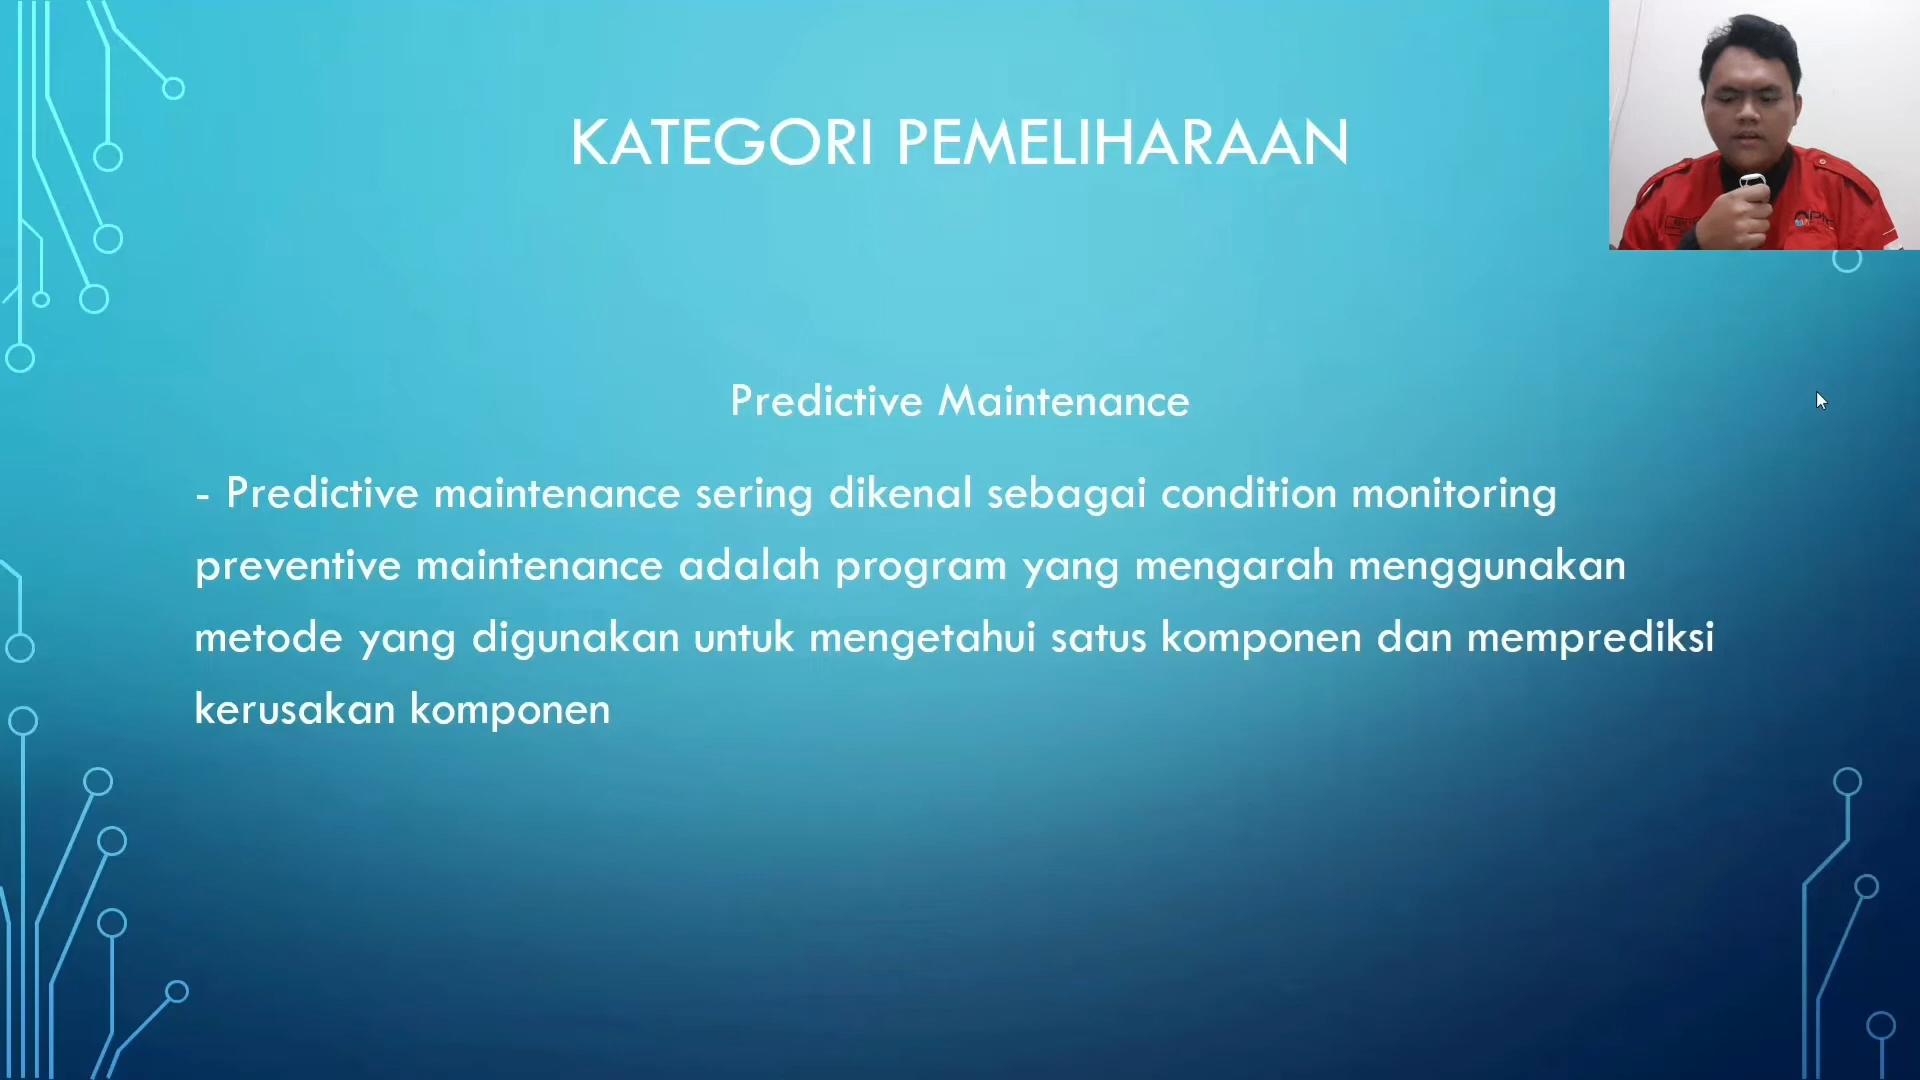 KATEGORI PEMELIHARAAN
Predictive Maintenance
- Predictive maintenance sering dikenal sebagai condition monitoring
preventive maintenance adalah program yang mengarah menggunakan
metode yang digunakan untuk mengetahui satus komponen dan memprediksi
kerusakan komponen